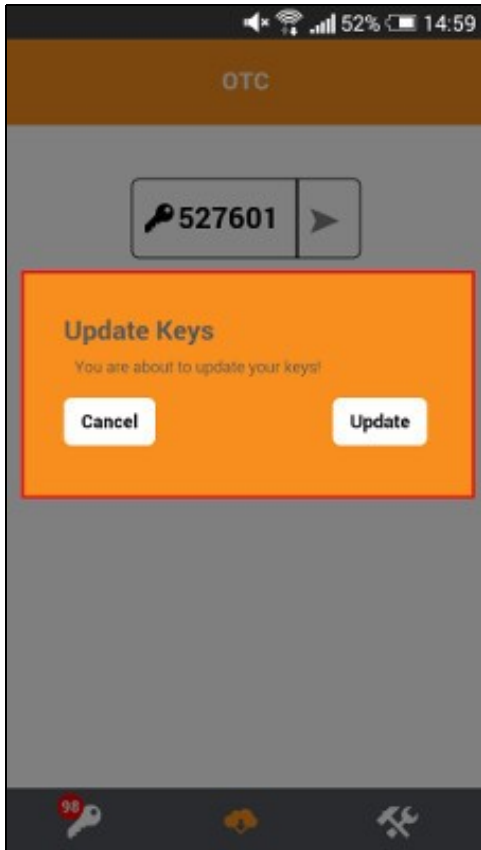 52% 14:59
OTC
527601
Update Keys
You are about to update your keys!
Cancel Update
98